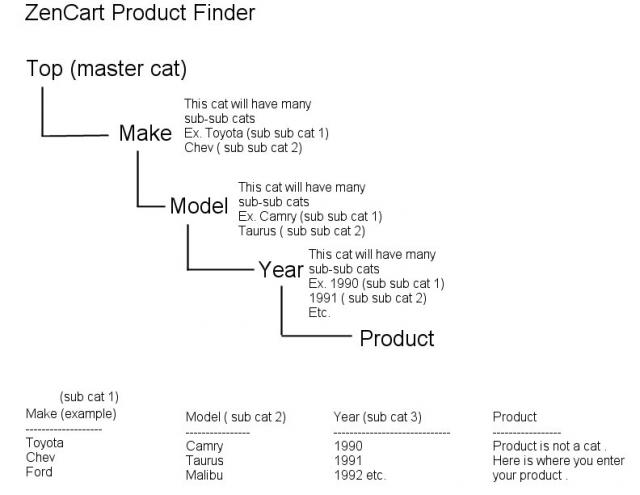 ZenCart Product Finder
Top (master cat)
This cat will have many
sub-sub cats
Make Ex. Toyota (sub sub cat 1)
Chev ( sub sub cat 2)
This cat will have many
Model sub-sub cats
Ex. Camry (sub sub cat 1)
Taurus ( sub sub cat 2)
This cat will have many
Year sub-sub cats
Ex. 1990 (sub sub cat 1)
1991 ( sub sub cat 2)
Etc.
Product
(sub cat 1)
Make (example) Model ( sub cat 2) Year (sub cat 3) Product
Toyota Camry 1990 Product is not a cat .
Chev Taurus 1991 Here is where you enter
Ford Malibu 1992 etc. your product .